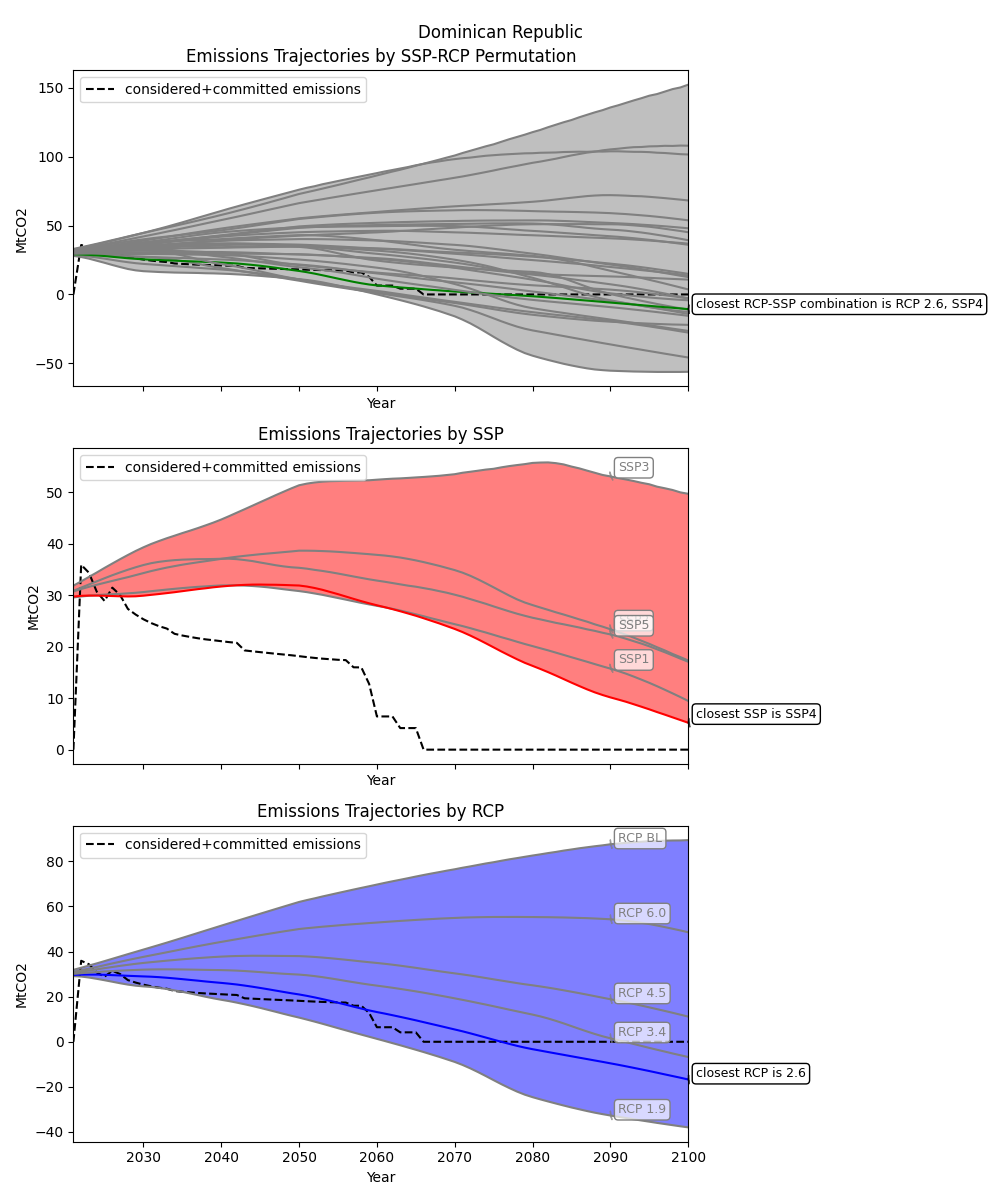 Dominican Republic
Emissions Trajectories by SSP-RCP Permutation
considered+committed emissions
150
100
50
0
−50
MtCO2
Year
closest RCP-SSP combination is RCP 2.6, SSP4
Emissions Trajectories by SSP
considered+committed emissions
50
40
30
20
10
0
MtCO2
SSP3
SSP5
SSP1
closest SSP is SSP4
Year
Emissions Trajectories by RCP
considered+committed emissions
80
60
40
20
0
−20
−40
MtCO2
RCP BL
RCP 6.0
RCP 4.5
RCP 3.4
closest RCP is 2.6
RCP 1.9
2030 2040 2050 2060 2070 2080 2090 2100
Year